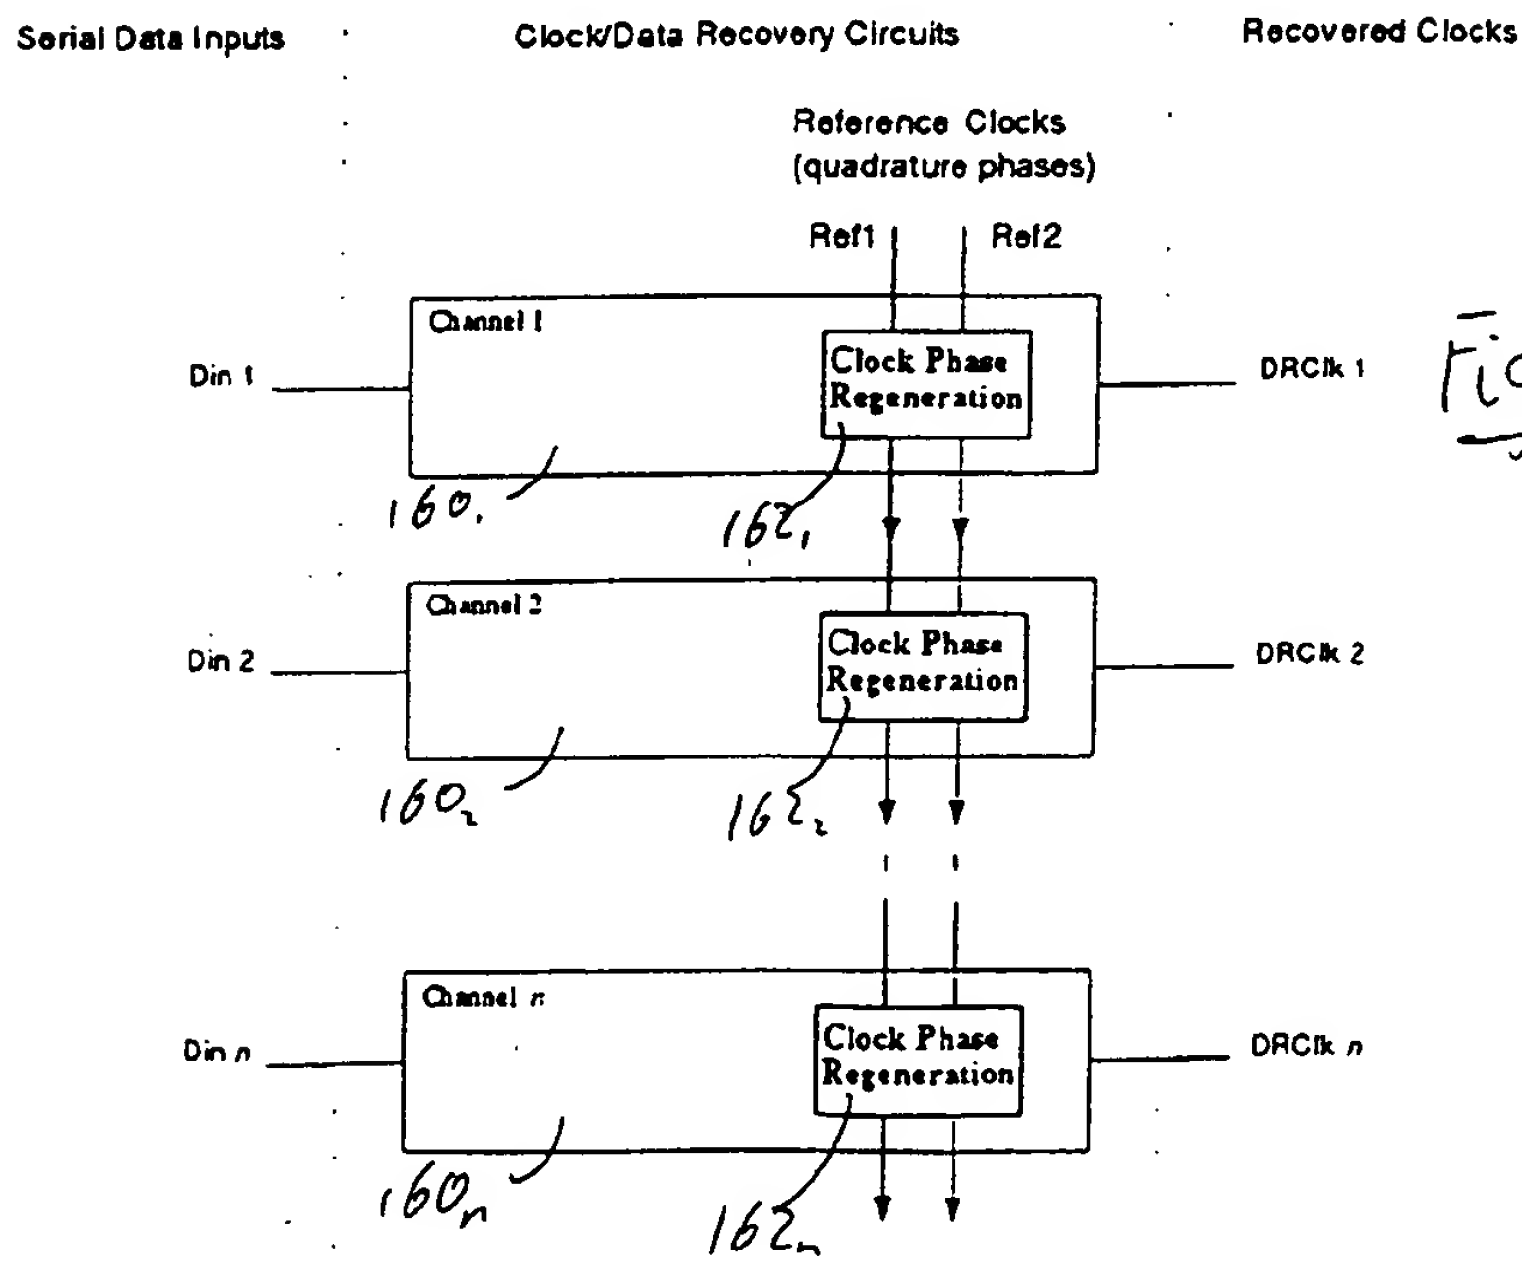 Serial Data Inputs
Clock/Data Recovery Circuits
Recovered Clocks
Reference Clocks
(quadrature phases)
Ref1
Ref2
Channel 1
Clock Phase
Regeneration
Din 1
DRClk 1
Fig
160₁
162₁
Channel 2
Clock Phase
Regeneration
Din 2
DRClk 2
160₂
162₂
Channel n
Clock Phase
Regeneration
Din n
DRClk n
160ₙ
162ₙ